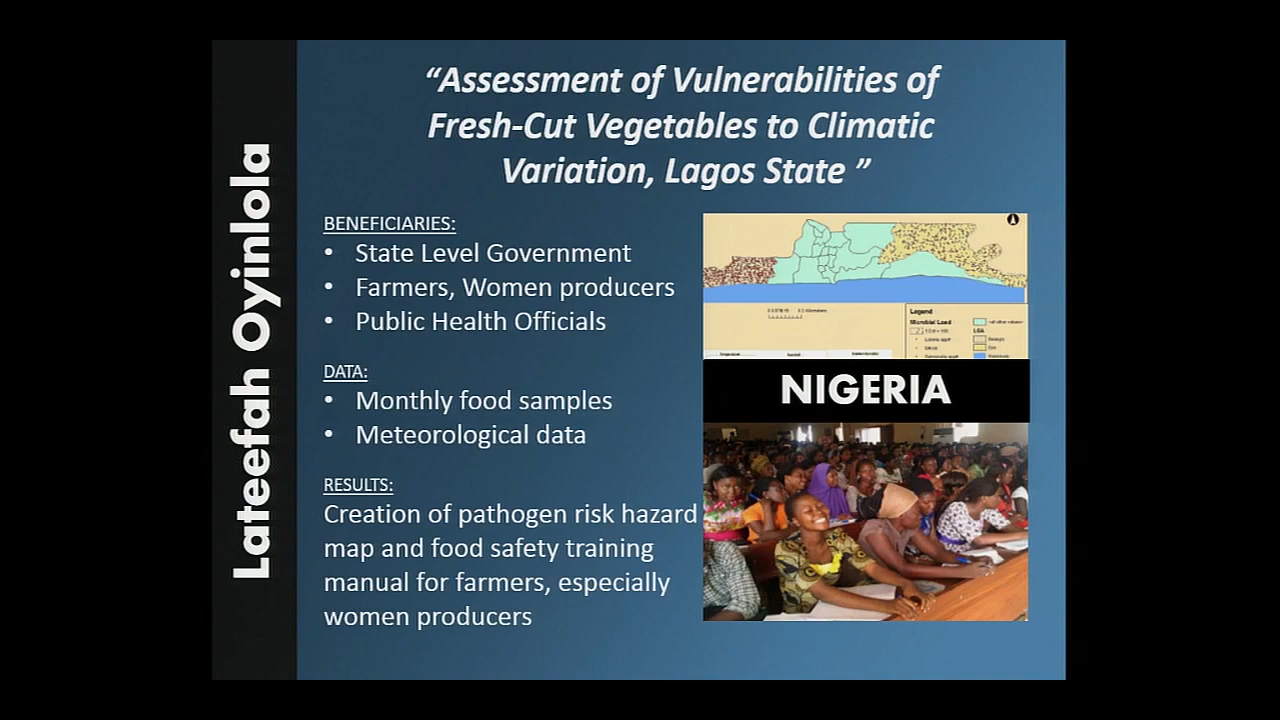 Lateefah Oyinlola
“Assessment of Vulnerabilities of
Fresh-Cut Vegetables to Climatic
Variation, Lagos State ”
BENEFICIARIES:
• State Level Government
• Farmers, Women producers
• Public Health Officials
DATA:
• Monthly food samples
• Meteorological data
RESULTS:
Creation of pathogen risk hazard
map and food safety training
manual for farmers, especially
women producers
Legend
Microbial Load
LGA
NIGERIA